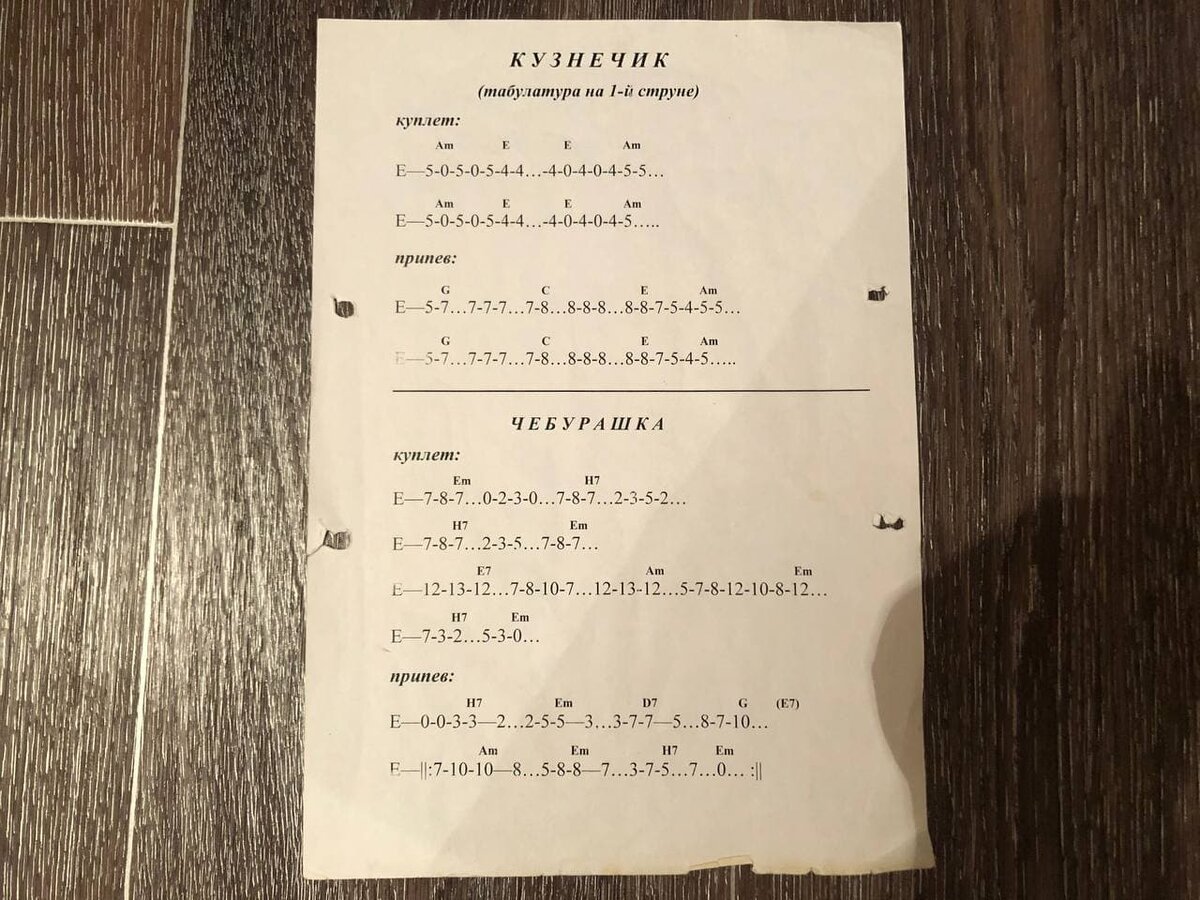 КУЗНЕЧИК
(табулатура на 1-й струне)
куплет:
Am E E Am
E—5-0-5-0-5-4-4…-4-0-4-0-4-5-5…
Am E E Am
E—5-0-5-0-5-4-4…-4-0-4-0-4-5…..
припев:
G C E Am
E—5-7…7-7-7…7-8…8-8-8…8-8-7-5-4-5-5…
G C E Am
E—5-7…7-7-7…7-8…8-8-8…8-8-7-5-4-5…..
ЧЕБУРАШКА
куплет:
Em H7
E—7-8-7…0-2-3-0…7-8-7…2-3-5-2…
H7 Em
E—7-8-7…2-3-5…7-8-7…
E7 Am Em
E—12-13-12…7-8-10-7…12-13-12…5-7-8-12-10-8-12…
H7 Em
E—7-3-2…5-3-0…
припев:
H7 Em D7 G (E7)
E—0-0-3-3—2…2-5-5—3…3-7-7—5…8-7-10…
Am Em H7 Em
E—||:7-10-10—8…5-8-8—7…3-7-5…7…0… :||